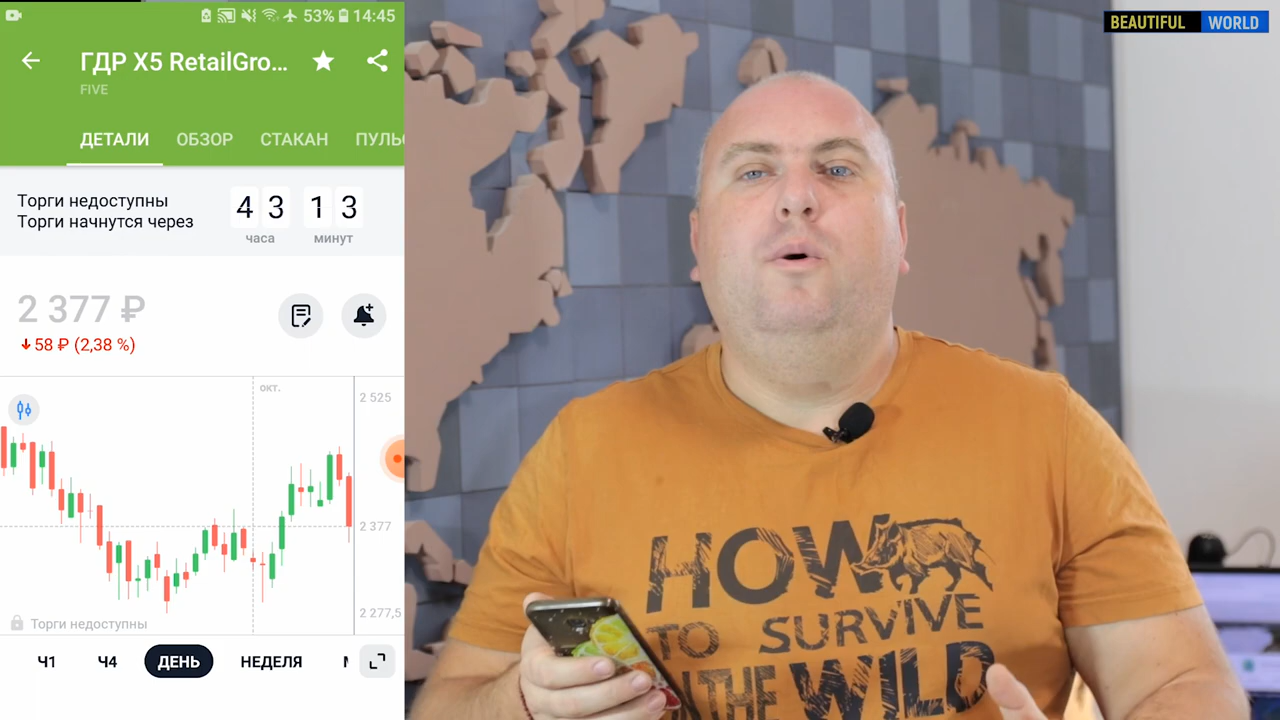 53% 14:45
ГДР X5 RetailGro...
FIVE
ДЕТАЛИ ОБЗОР СТАКАН ПУЛЬС
Торги недоступны
Торги начнутся через
4 3 1 3
часа минут
2 377 ₽
58 ₽ (2,38 %)
окт.
2 525
2 377
2 277,5
Торги недоступны
Ч1 Ч4 ДЕНЬ НЕДЕЛЯ
BEAUTIFUL WORLD
HOW
TO SURVIVE
IN THE WILD